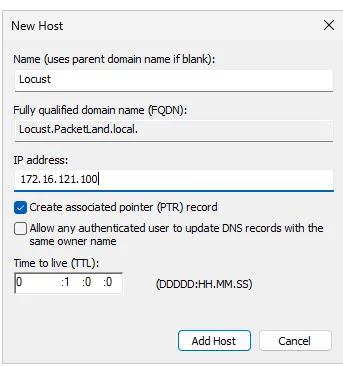 New Host
Name (uses parent domain name if blank):
Locust
Fully qualified domain name (FQDN):
Locust.PacketLand.local.
IP address:
172.16.121.100
Create associated pointer (PTR) record
Allow any authenticated user to update DNS records with the
same owner name
Time to live (TTL):
0 :1 :0 :0 (DDDDD:HH.MM.SS)
Add Host Cancel